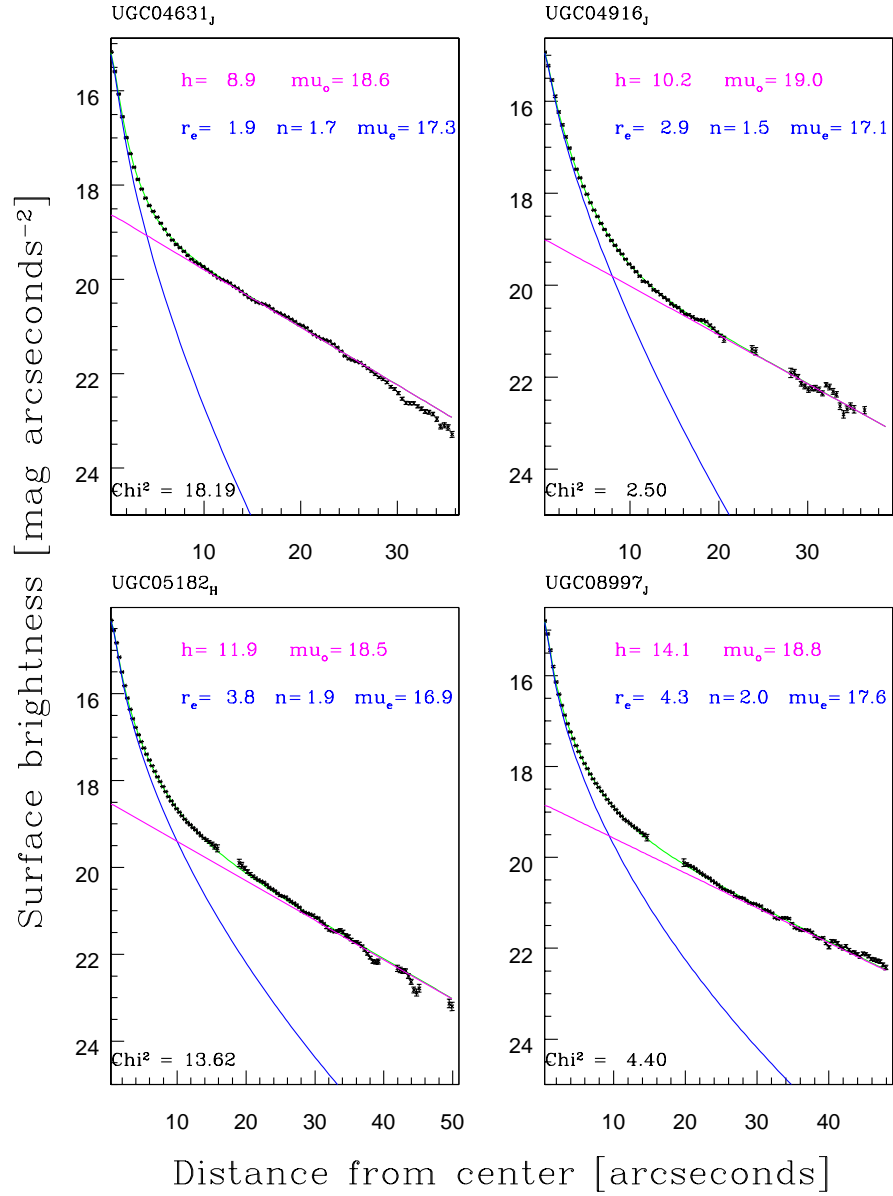 UGC04631J UGC04916J
h= 8.9 muo= 18.6
re= 1.9 n=1.7 mue= 17.3
16
18
20
22
24
Chi² = 18.19
10 20 30
h= 10.2 muo= 19.0
re= 2.9 n=1.5 mue= 17.1
16
18
20
22
24
Chi² = 2.50
10 20 30
UGC05182H UGC08997J
h= 11.9 muo= 18.5
re= 3.8 n=1.9 mue= 16.9
16
18
20
22
24
Chi² = 13.62
10 20 30 40 50
h= 14.1 muo= 18.8
re= 4.3 n=2.0 mue= 17.6
16
18
20
22
24
Chi² = 4.40
10 20 30 40
Surface brightness [mag arcseconds⁻²]
Distance from center [arcseconds]